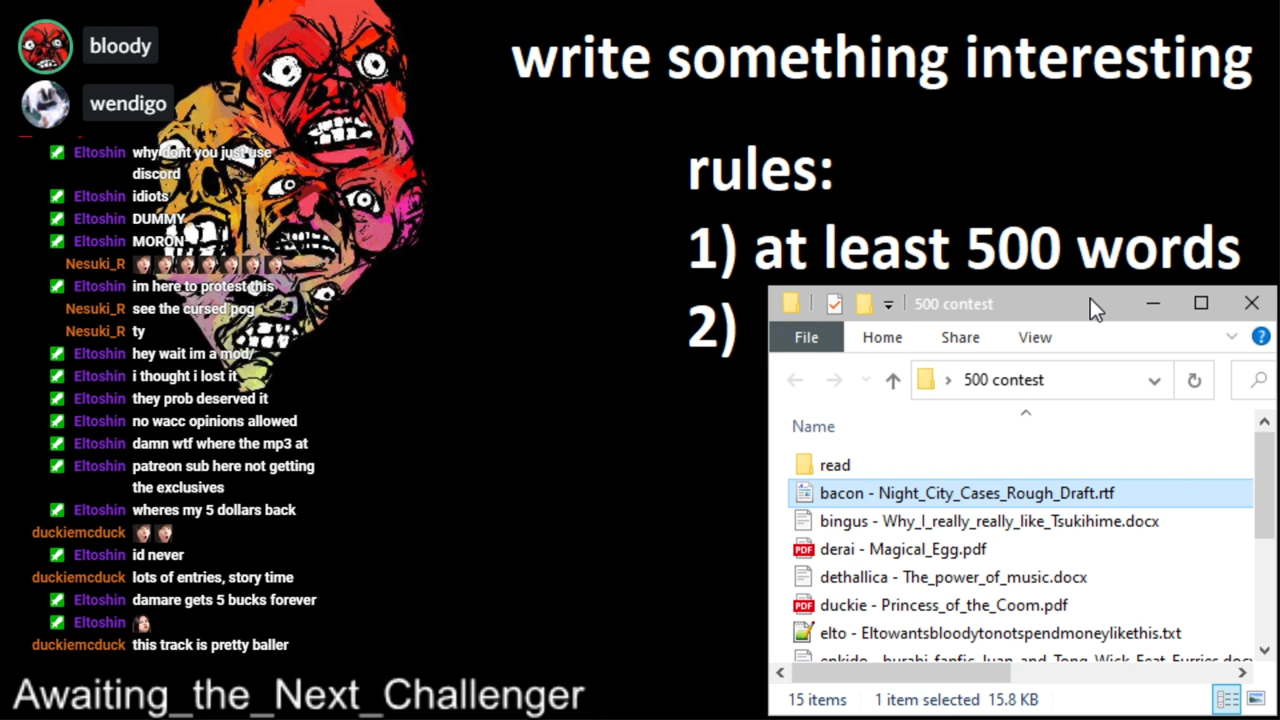 bloody
wendigo
Eltoshin why dont you just use
discord
Eltoshin idiots
Eltoshin DUMMY
Eltoshin MORON
Nesuki_R
Eltoshin im here to protest this
Nesuki_R see the cursed pog
Nesuki_R ty
Eltoshin hey wait im a mod
Eltoshin i thought i lost it
Eltoshin they prob deserved it
Eltoshin no wacc opinions allowed
Eltoshin damn wtf where the mp3 at
Eltoshin patreon sub here not getting
the exclusives
Eltoshin wheres my 5 dollars back
duckiemcduck
Eltoshin id never
duckiemcduck lots of entries, story time
Eltoshin damare gets 5 bucks forever
Eltoshin
duckiemcduck this track is pretty baller
Awaiting_the_Next_Challenger
write something interesting
rules:
1) at least 500 words
2)
500 contest
File Home Share View
500 contest
Name
read
bacon - Night_City_Cases_Rough_Draft.rtf
bingus - Why_I_really_really_like_Tsukihime.docx
derai - Magical_Egg.pdf
dethallica - The_power_of_music.docx
duckie - Princess_of_the_Coom.pdf
elto - Eltowantsbloodytonotspendmoneylikethis.txt
15 items 1 item selected 15.8 KB